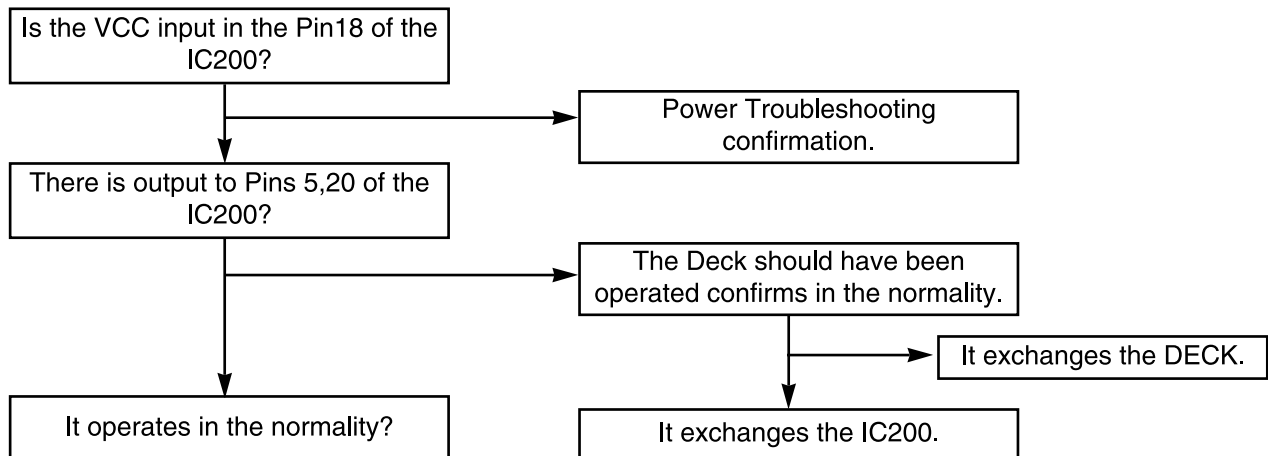 Is the VCC input in the Pin18 of the
IC200?
Power Troubleshooting
confirmation.
There is output to Pins 5,20 of the
IC200?
The Deck should have been
operated confirms in the normality.
It exchanges the DECK.
It operates in the normality?
It exchanges the IC200.